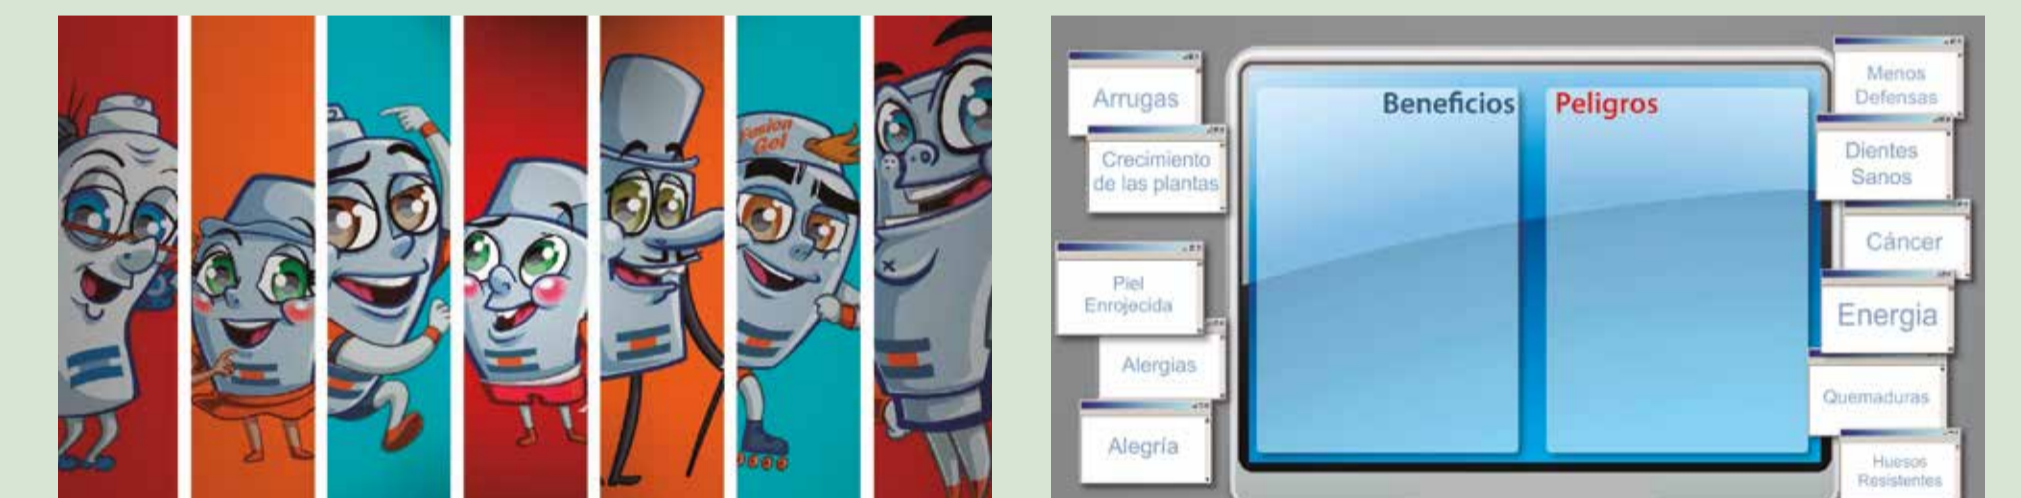 Fusion
Gel
Beneficios
Peligros
Arrugas
Crecimiento
de las plantas
Piel
Enrojecida
Alergias
Alegría
Menos
Defensas
Dientes
Sanos
Cáncer
Energia
Quemaduras
Huesos
Resistentes